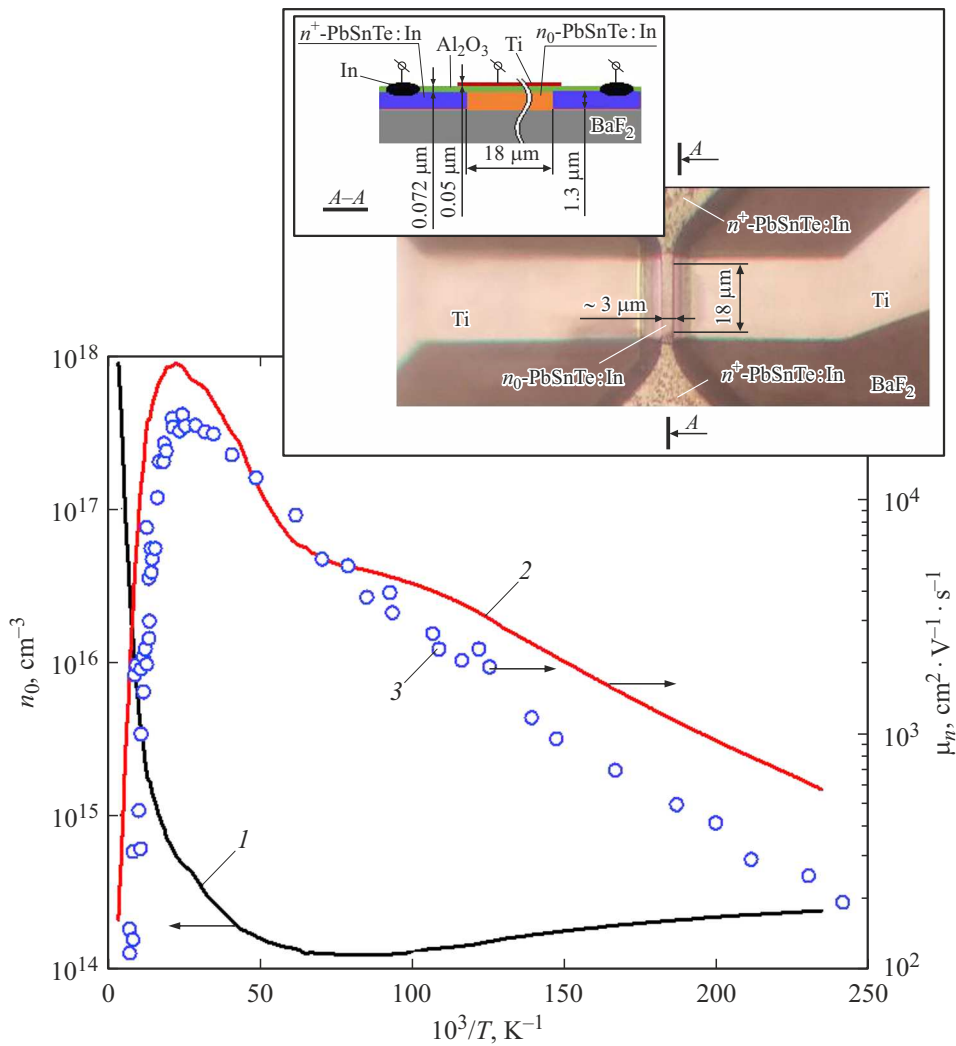 n⁺-PbSnTe:In
Al₂O₃
Ti
n₀-PbSnTe:In
In
BaF₂
18 μm
0.072 μm
0.05 μm
1.3 μm
A–A
A
n⁺-PbSnTe:In
~ 3 μm
18 μm
Ti
Ti
n₀-PbSnTe:In
n⁺-PbSnTe:In
BaF₂
A
10¹⁸
10¹⁷
10¹⁶
10¹⁵
10¹⁴
n₀, cm⁻³
1
2
3
10⁴
10³
10²
μₙ, cm² · V⁻¹ · s⁻¹
0
50
100
150
200
250
10³/T, K⁻¹